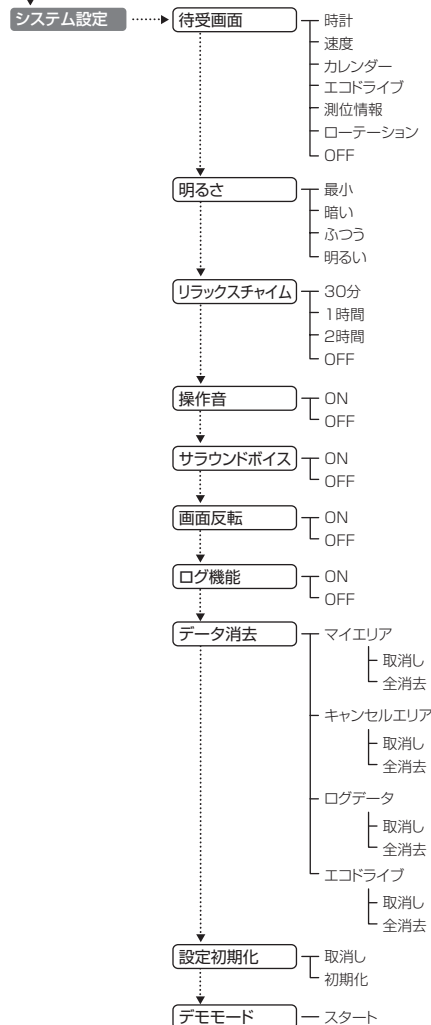 システム設定
待受画面
時計
速度
カレンダー
エコドライブ
測位情報
ローテーション
OFF
明るさ
最小
暗い
ふつう
明るい
リラックスチャイム
30分
1時間
2時間
OFF
操作音
ON
OFF
サラウンドボイス
ON
OFF
画面反転
ON
OFF
ログ機能
ON
OFF
データ消去
マイエリア
取消し
全消去
キャンセルエリア
取消し
全消去
ログデータ
取消し
全消去
エコドライブ
取消し
全消去
設定初期化
取消し
初期化
デモモード
スタート